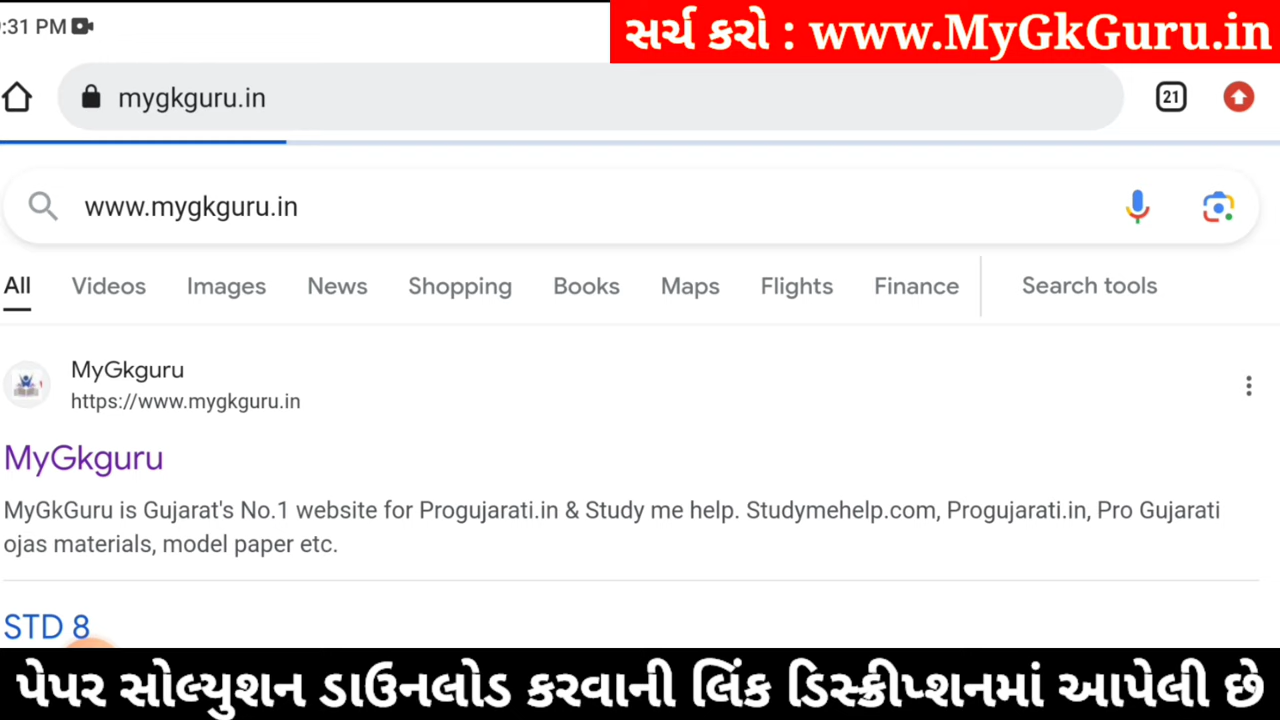 :31 PM
સર્ચ કરો : www.MyGkGuru.in
mygkguru.in
21
www.mygkguru.in
All Videos Images News Shopping Books Maps Flights Finance Search tools
MyGkguru
https://www.mygkguru.in
MyGkguru
MyGkGuru is Gujarat's No.1 website for Progujarati.in & Study me help. Studymehelp.com, Progujarati.in, Pro Gujarati
ojas materials, model paper etc.
STD 8
પેપર સોલ્યુશન ડાઉનલોડ કરવાની લિંક ડિસ્ક્રીપ્શનમાં આપેલી છે